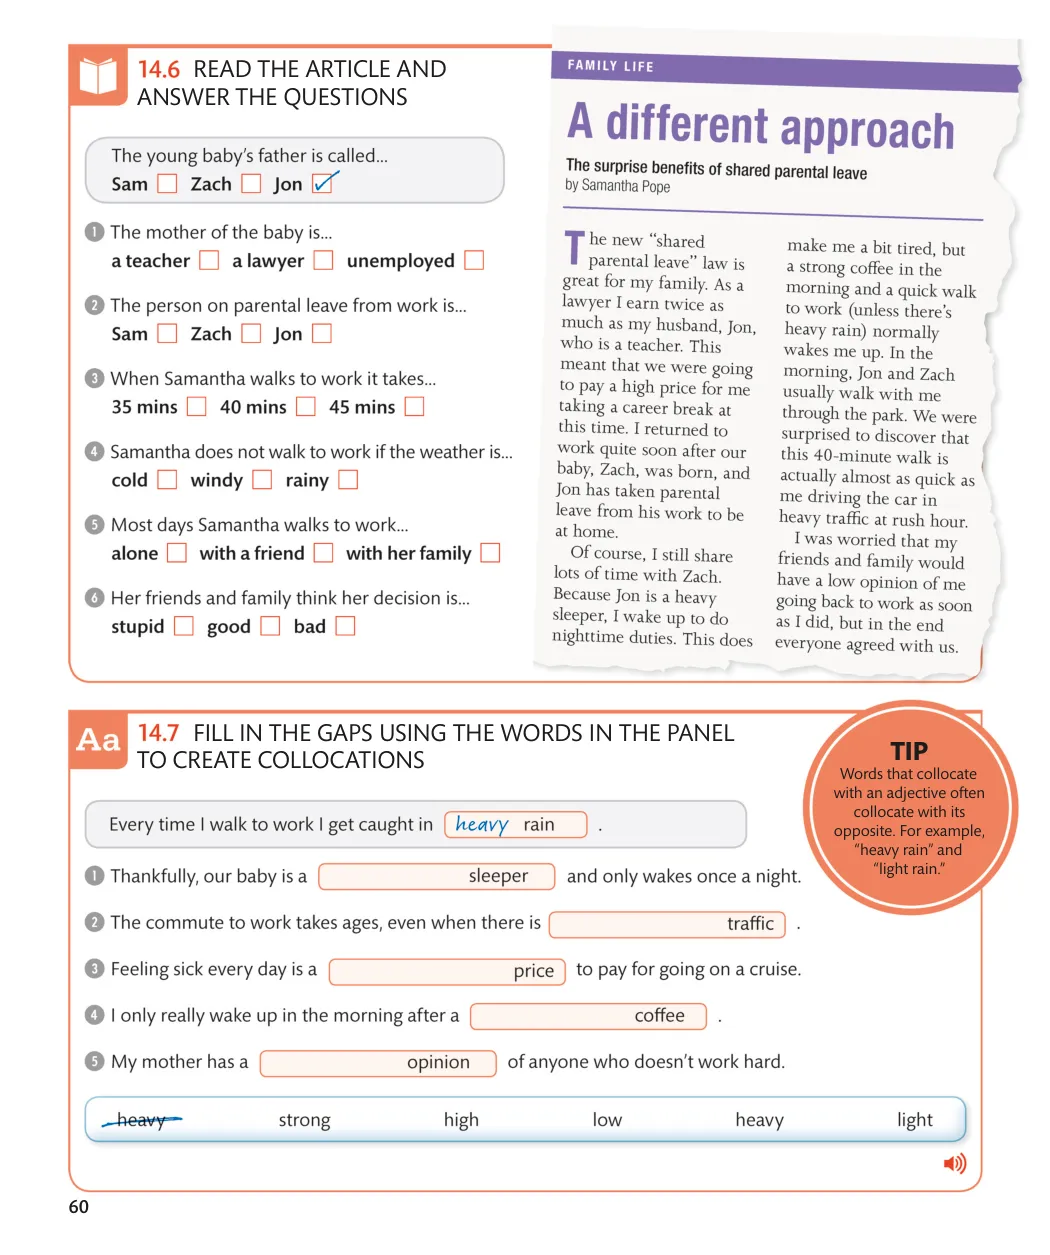 14.6 READ THE ARTICLE AND
ANSWER THE QUESTIONS
The young baby's father is called...
Sam Zach Jon
1 The mother of the baby is...
a teacher a lawyer unemployed
2 The person on parental leave from work is...
Sam Zach Jon
3 When Samantha walks to work it takes...
35 mins 40 mins 45 mins
4 Samantha does not walk to work if the weather is...
cold windy rainy
5 Most days Samantha walks to work...
alone with a friend with her family
6 Her friends and family think her decision is...
stupid good bad
FAMILY LIFE
A different approach
The surprise benefits of shared parental leave
by Samantha Pope
The new “shared
parental leave” law is
great for my family. As a
lawyer I earn twice as
much as my husband, Jon,
who is a teacher. This
meant that we were going
to pay a high price for me
taking a career break at
this time. I returned to
work quite soon after our
baby, Zach, was born, and
Jon has taken parental
leave from his work to be
at home.
Of course, I still share
lots of time with Zach.
Because Jon is a heavy
sleeper, I wake up to do
nighttime duties. This does
make me a bit tired, but
a strong coffee in the
morning and a quick walk
to work (unless there's
heavy rain) normally
wakes me up. In the
morning, Jon and Zach
usually walk with me
through the park. We were
surprised to discover that
this 40-minute walk is
actually almost as quick as
me driving the car in
heavy traffic at rush hour.
I was worried that my
friends and family would
have a low opinion of me
going back to work as soon
as I did, but in the end
everyone agreed with us.
Aa
14.7 FILL IN THE GAPS USING THE WORDS IN THE PANEL
TO CREATE COLLOCATIONS
TIP
Words that collocate
with an adjective often
collocate with its
opposite. For example,
“heavy rain” and
“light rain.”
Every time I walk to work I get caught in heavy rain .
1 Thankfully, our baby is a sleeper and only wakes once a night.
2 The commute to work takes ages, even when there is traffic .
3 Feeling sick every day is a price to pay for going on a cruise.
4 I only really wake up in the morning after a coffee .
5 My mother has a opinion of anyone who doesn't work hard.
heavy strong high low heavy light
60